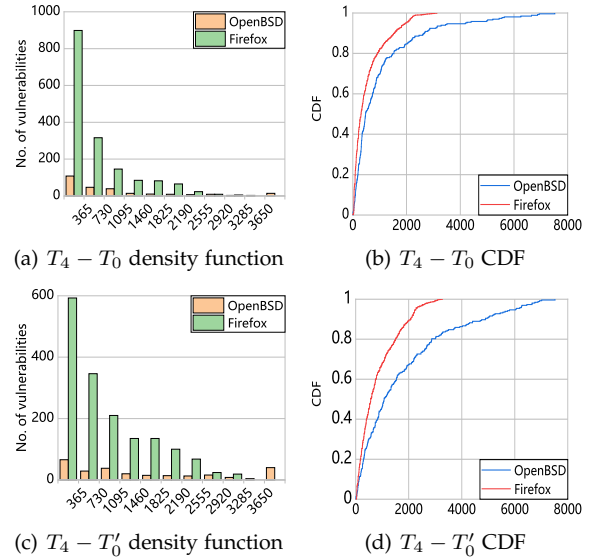 1000
800
600
400
200
0
No. of vulnerabilities
OpenBSD
Firefox
365
730
1095
1460
1825
2190
2555
2920
3285
3650
(a) T₄ − T₀ density function
1
0.8
0.6
0.4
0.2
0
CDF
OpenBSD
Firefox
0 2000 4000 6000 8000
(b) T₄ − T₀ CDF
600
400
200
0
No. of vulnerabilities
OpenBSD
Firefox
365
730
1095
1460
1825
2190
2555
2920
3285
3650
(c) T₄ − T₀′ density function
1
0.8
0.6
0.4
0.2
0
CDF
OpenBSD
Firefox
0 2000 4000 6000 8000
(d) T₄ − T₀′ CDF